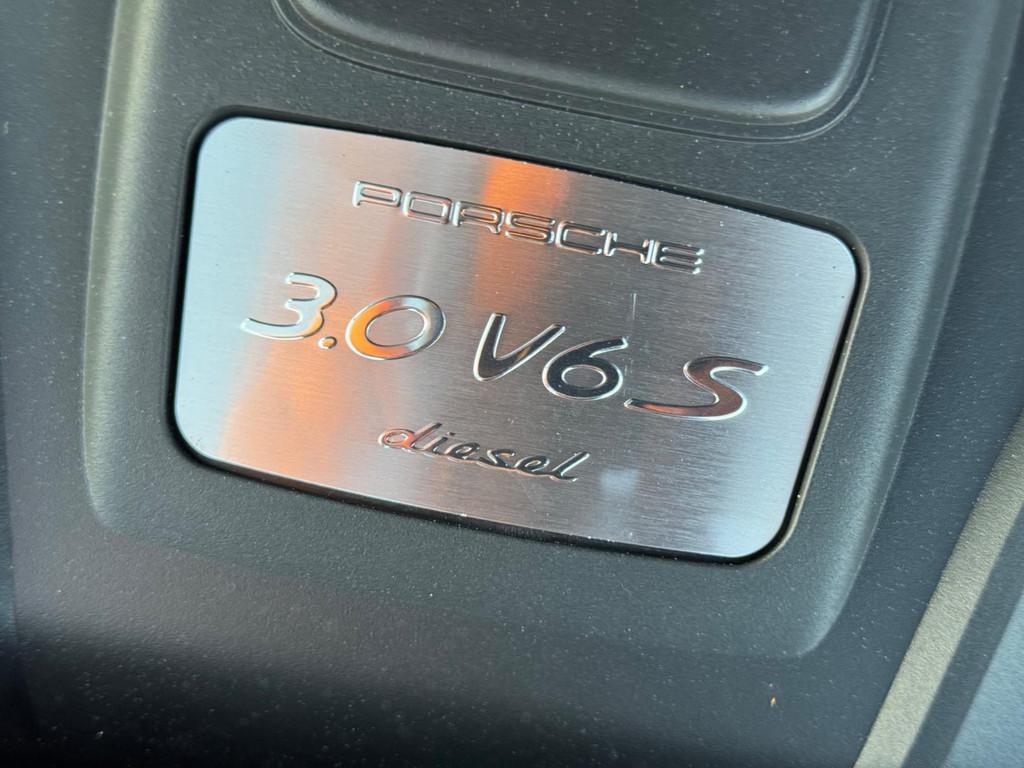 PORSCHE
3.0 V6 S
diesel